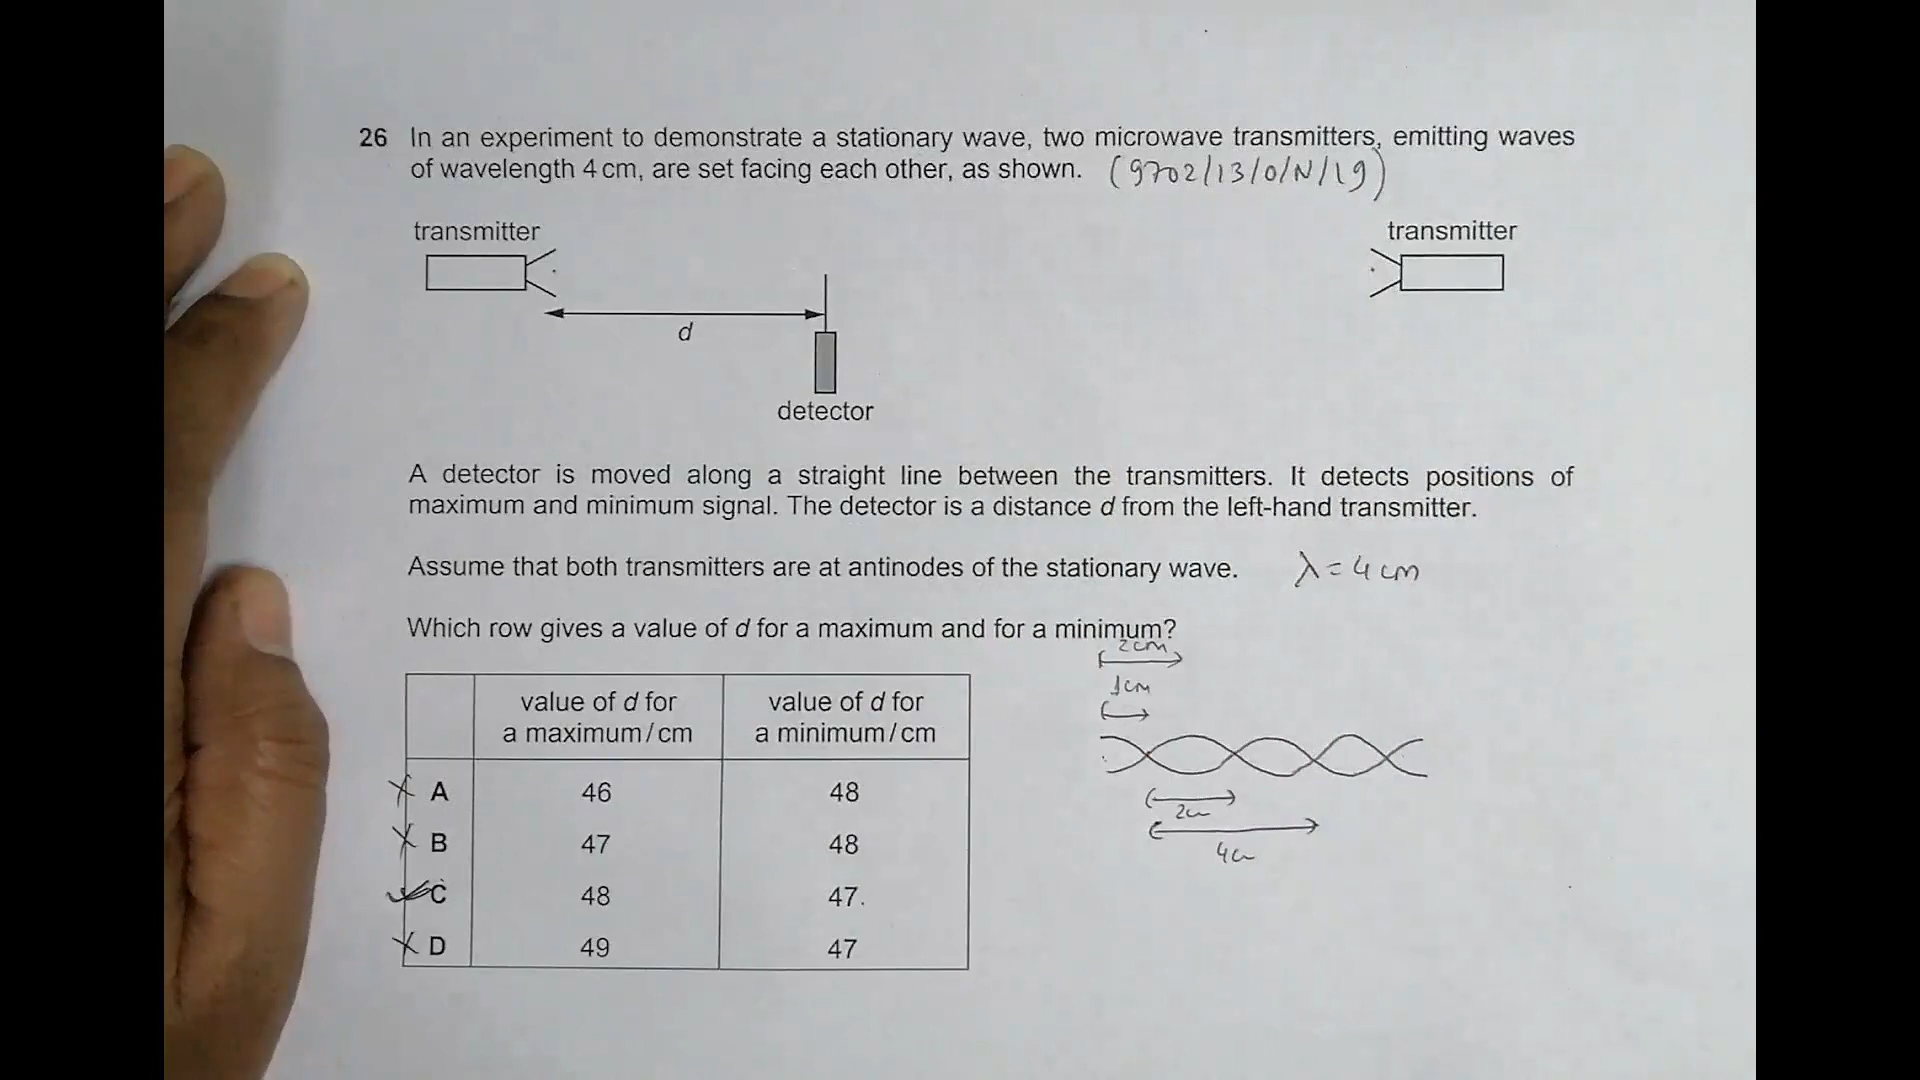 26 In an experiment to demonstrate a stationary wave, two microwave transmitters, emitting waves
of wavelength 4 cm, are set facing each other, as shown. (9702/13/O/N/19)
transmitter
transmitter
d
detector
A detector is moved along a straight line between the transmitters. It detects positions of
maximum and minimum signal. The detector is a distance d from the left-hand transmitter.
Assume that both transmitters are at antinodes of the stationary wave. λ = 4 cm
Which row gives a value of d for a maximum and for a minimum?
2cm
1cm
value of d for a maximum / cm
value of d for a minimum / cm
A 46 48
B 47 48
C 48 47
D 49 47
2cm
4cm